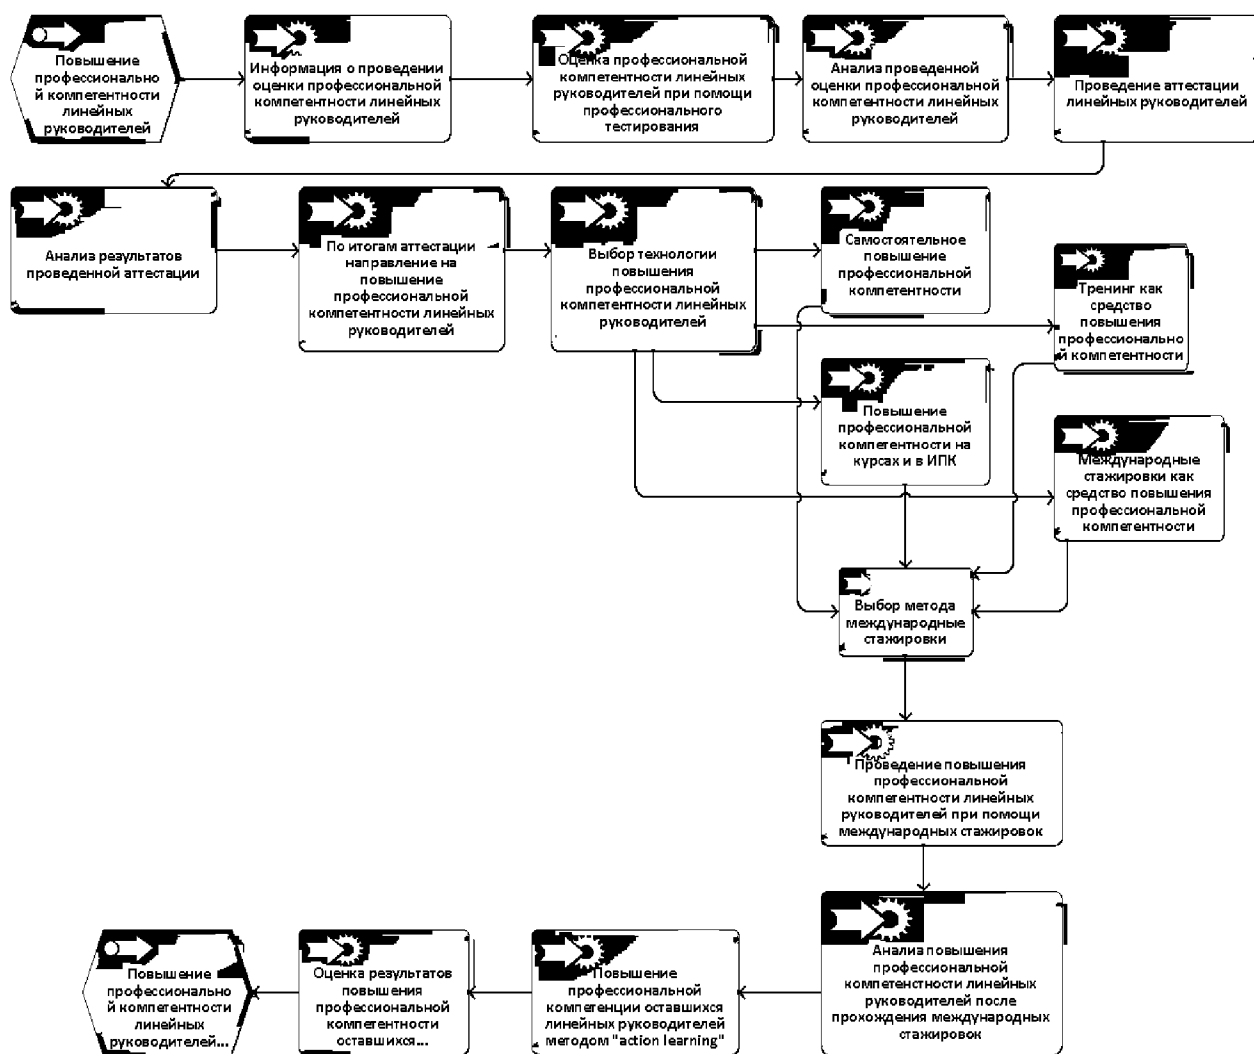 Повышение
профессионально
й компетентности
линейных
руководителей
Информация о проведении
оценки профессиональной
компетентности линейных
руководителей
Оценка профессиональной
компетентности линейных
руководителей при помощи
профессионального
тестирования
Анализ проведенной
оценки профессиональной
компетентности линейных
руководителей
Проведение аттестации
линейных руководителей
Анализ результатов
проведенной аттестации
По итогам аттестации
направление на
повышение
профессиональной
компетентности линейных
руководителей
Выбор технологии
повышения
профессиональной
компетентности линейных
руководителей
Самостоятельное
повышение
профессиональной
компетентности
Тренинг как
средство
повышения
профессионально
й компетентности
Повышение
профессиональной
компетентности на
курсах и в ИПК
Международные
стажировки как
средство повышения
профессиональной
компетентности
Выбор метода
международные
стажировки
Проведение повышения
профессиональной
компетентности линейных
руководителей при помощи
международных стажировок
Анализ повышения
профессиональной
компетенстности линейных
руководителей после
прохождения международных
стажировок
Повышение
профессиональной
компетенции оставшихся
линейных руководителей
методом "action learning"
Оценка результатов
повышения
профессиональной
компетентности
оставшихся...
Повышение
профессионально
й компетентности
линейных
руководителей...